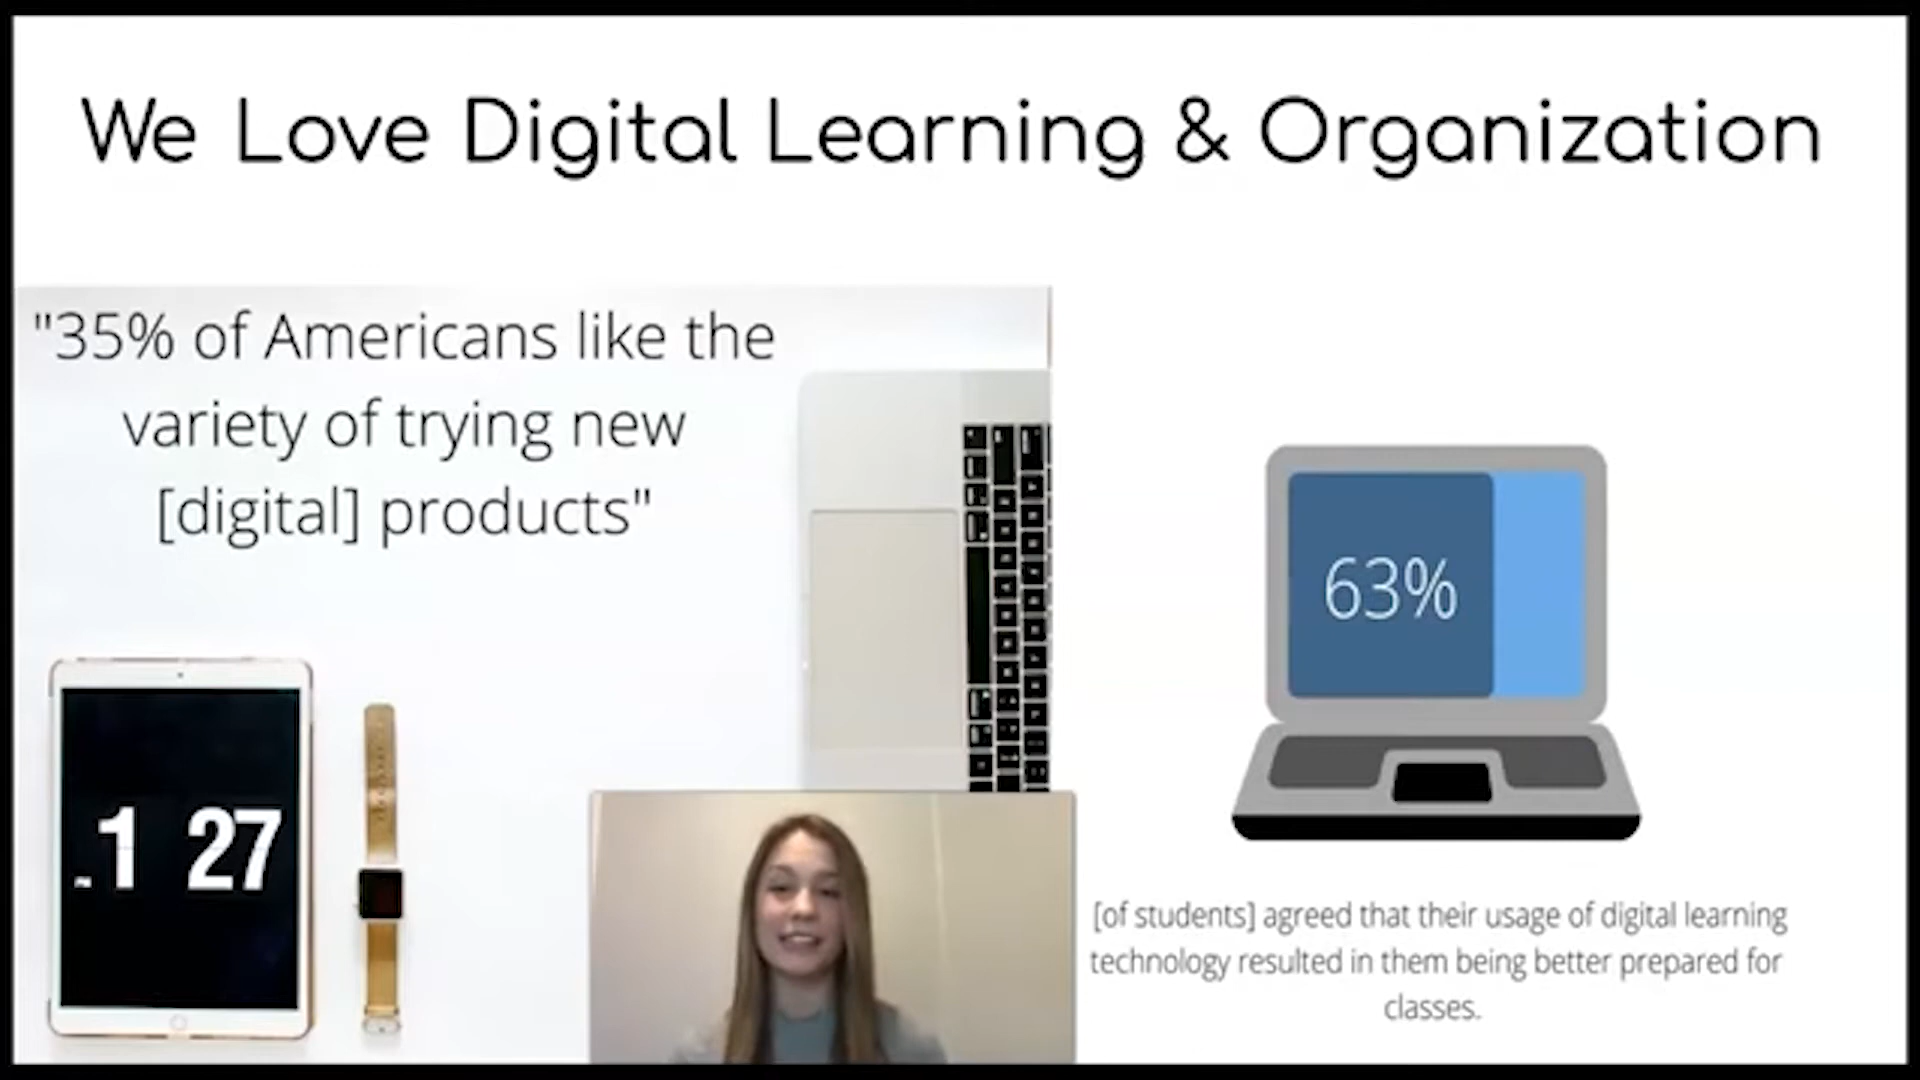 We Love Digital Learning & Organization
"35% of Americans like the
variety of trying new
[digital] products"
63%
.1 27
[of students] agreed that their usage of digital learning
technology resulted in them being better prepared for
classes.